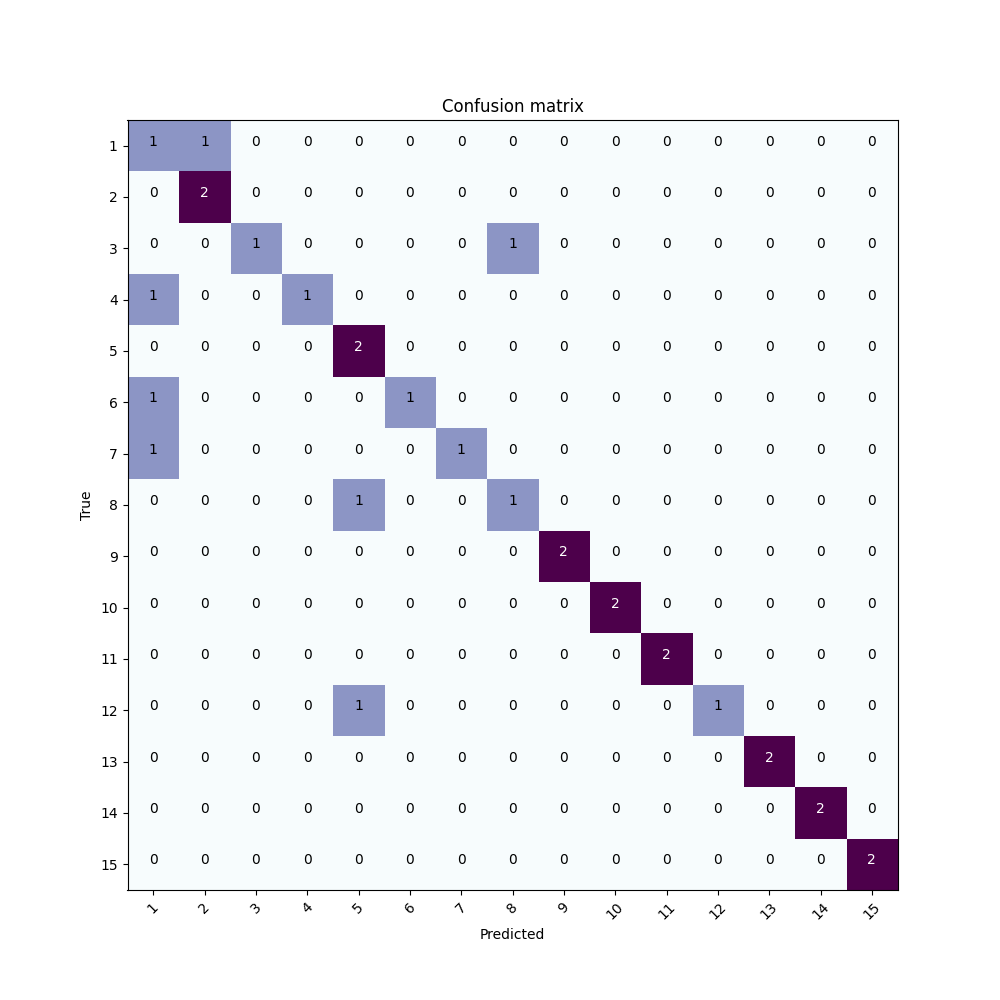 Confusion matrix
1 1 1 0 0 0 0 0 0 0 0 0 0 0 0 0
2 0 2 0 0 0 0 0 0 0 0 0 0 0 0 0
3 0 0 1 0 0 0 0 1 0 0 0 0 0 0 0
4 1 0 0 1 0 0 0 0 0 0 0 0 0 0 0
5 0 0 0 0 2 0 0 0 0 0 0 0 0 0 0
6 1 0 0 0 0 1 0 0 0 0 0 0 0 0 0
7 1 0 0 0 0 0 1 0 0 0 0 0 0 0 0
8 0 0 0 0 1 0 0 1 0 0 0 0 0 0 0
True
9 0 0 0 0 0 0 0 0 2 0 0 0 0 0 0
10 0 0 0 0 0 0 0 0 0 2 0 0 0 0 0
11 0 0 0 0 0 0 0 0 0 0 2 0 0 0 0
12 0 0 0 0 1 0 0 0 0 0 0 1 0 0 0
13 0 0 0 0 0 0 0 0 0 0 0 0 2 0 0
14 0 0 0 0 0 0 0 0 0 0 0 0 0 2 0
15 0 0 0 0 0 0 0 0 0 0 0 0 0 0 2
1 2 3 4 5 6 7 8 9 10 11 12 13 14 15
Predicted